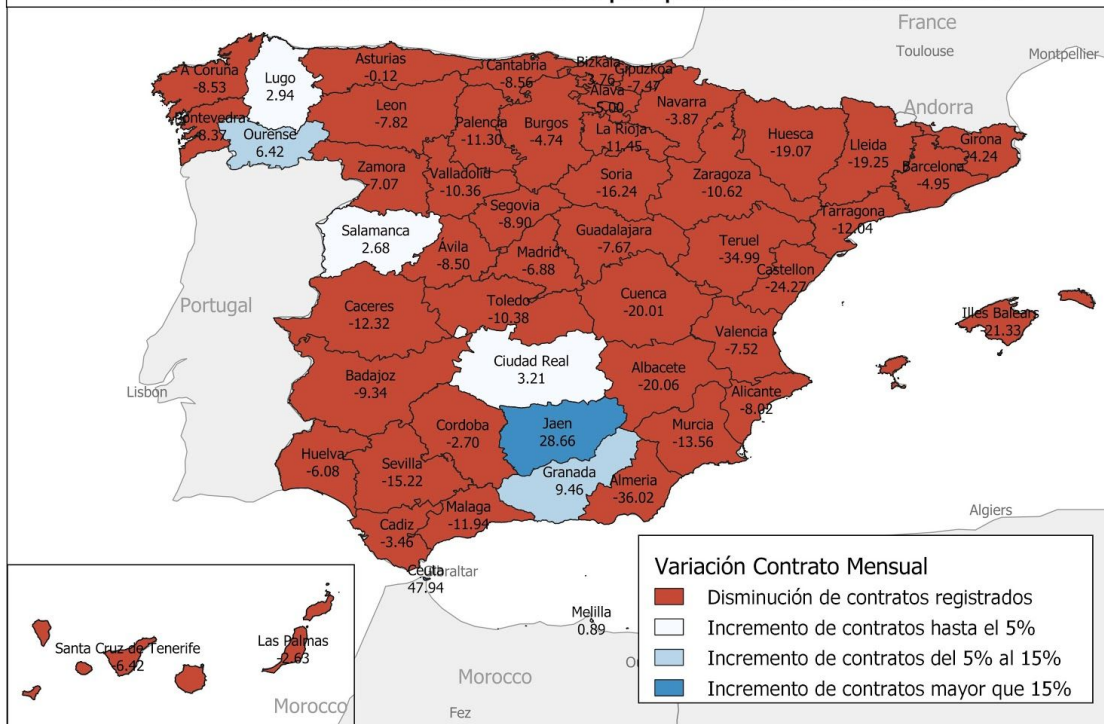 France
Toulouse
Montpellier
Andorra
Portugal
Lisbon
Gibraltar
Algiers
Morocco
Fez
Morocco
A Coruña
-8.53
Lugo
2.94
Asturias
-0.12
Cantabria
-8.56
Bizkaia
-3.76
Gipuzkoa
-7.47
Alava
-5.00
Navarra
-3.87
Pontevedra
-8.37
Ourense
6.42
Leon
-7.82
Palencia
-11.30
Burgos
-4.74
La Rioja
-11.45
Huesca
-19.07
Lleida
-19.25
Girona
-4.24
Barcelona
-4.95
Zamora
-7.07
Valladolid
-10.36
Soria
-16.24
Zaragoza
-10.62
Tarragona
-12.04
Salamanca
2.68
Segovia
-8.90
Ávila
-8.50
Madrid
-6.88
Guadalajara
-7.67
Teruel
-34.99
Castellon
-24.27
Caceres
-12.32
Toledo
-10.38
Cuenca
-20.01
Valencia
-7.52
Illes Balears
-21.33
Badajoz
-9.34
Ciudad Real
3.21
Albacete
-20.06
Alicante
-8.02
Cordoba
-2.70
Jaen
28.66
Murcia
-13.56
Huelva
-6.08
Sevilla
-15.22
Granada
9.46
Almeria
-36.02
Cadiz
-3.46
Malaga
-11.94
Ceuta
47.94
Melilla
0.89
Santa Cruz de Tenerife
-6.42
Las Palmas
-2.63
Variación Contrato Mensual
Disminución de contratos registrados
Incremento de contratos hasta el 5%
Incremento de contratos del 5% al 15%
Incremento de contratos mayor que 15%